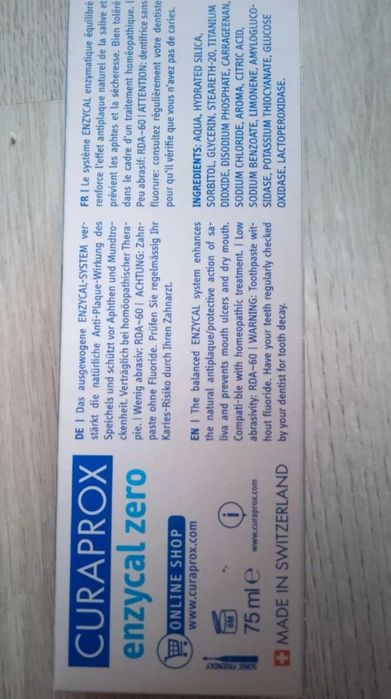 CURAPROX
enzycal zero
ONLINE SHOP
www.curaprox.com
SONIC FRIENDLY
6M
i
75 ml e
www.curaprox.com
MADE IN SWITZERLAND
DE | Das ausgewogene ENZYCAL-SYSTEM ver-
stärkt die natürliche Anti-Plaque-Wirkung des
Speichels und schützt vor Aphthen und Mundtro-
ckenheit. Verträglich bei homöopathischer Thera-
pie. | Wenig abrasiv: RDA~60 | ACHTUNG: Zahn-
paste ohne Fluoride. Prüfen Sie regelmässig Ihr
Karies-Risiko durch Ihren Zahnarzt.
EN | The balanced ENZYCAL system enhances
the natural antiplaque/protective action of sa-
liva and prevents mouth ulcers and dry mouth.
Compati-ble with homeopathic treatment. | Low
abrasivity: RDA~60 | WARNING: Toothpaste wit-
hout fluoride. Have your teeth regularly checked
by your dentist for tooth decay.
FR | Le système ENZYCAL enzymatique équilibré
renforce l'effet antiplaque naturel de la salive et
prévient les aphtes et la sécheresse. Bien toléré
dans le cadre d'un traitement homéopathique. |
Peu abrasif: RDA~60 | ATTENTION: dentifrice sans
fluorure: consultez régulièrement votre dentiste
pour qu'il vérifie que vous n'avez pas de caries.
INGREDIENTS: AQUA, HYDRATED SILICA,
SORBITOL, GLYCERIN, STEARETH-20, TITANIUM
DIOXIDE, DISODIUM PHOSPHATE, CARRAGEENAN,
SODIUM CHLORIDE, AROMA, CITRIC ACID,
SODIUM BENZOATE, LIMONENE, AMYLOGLUCO-
SIDASE, POTASSIUM THIOCYANATE, GLUCOSE
OXIDASE, LACTOPEROXIDASE.